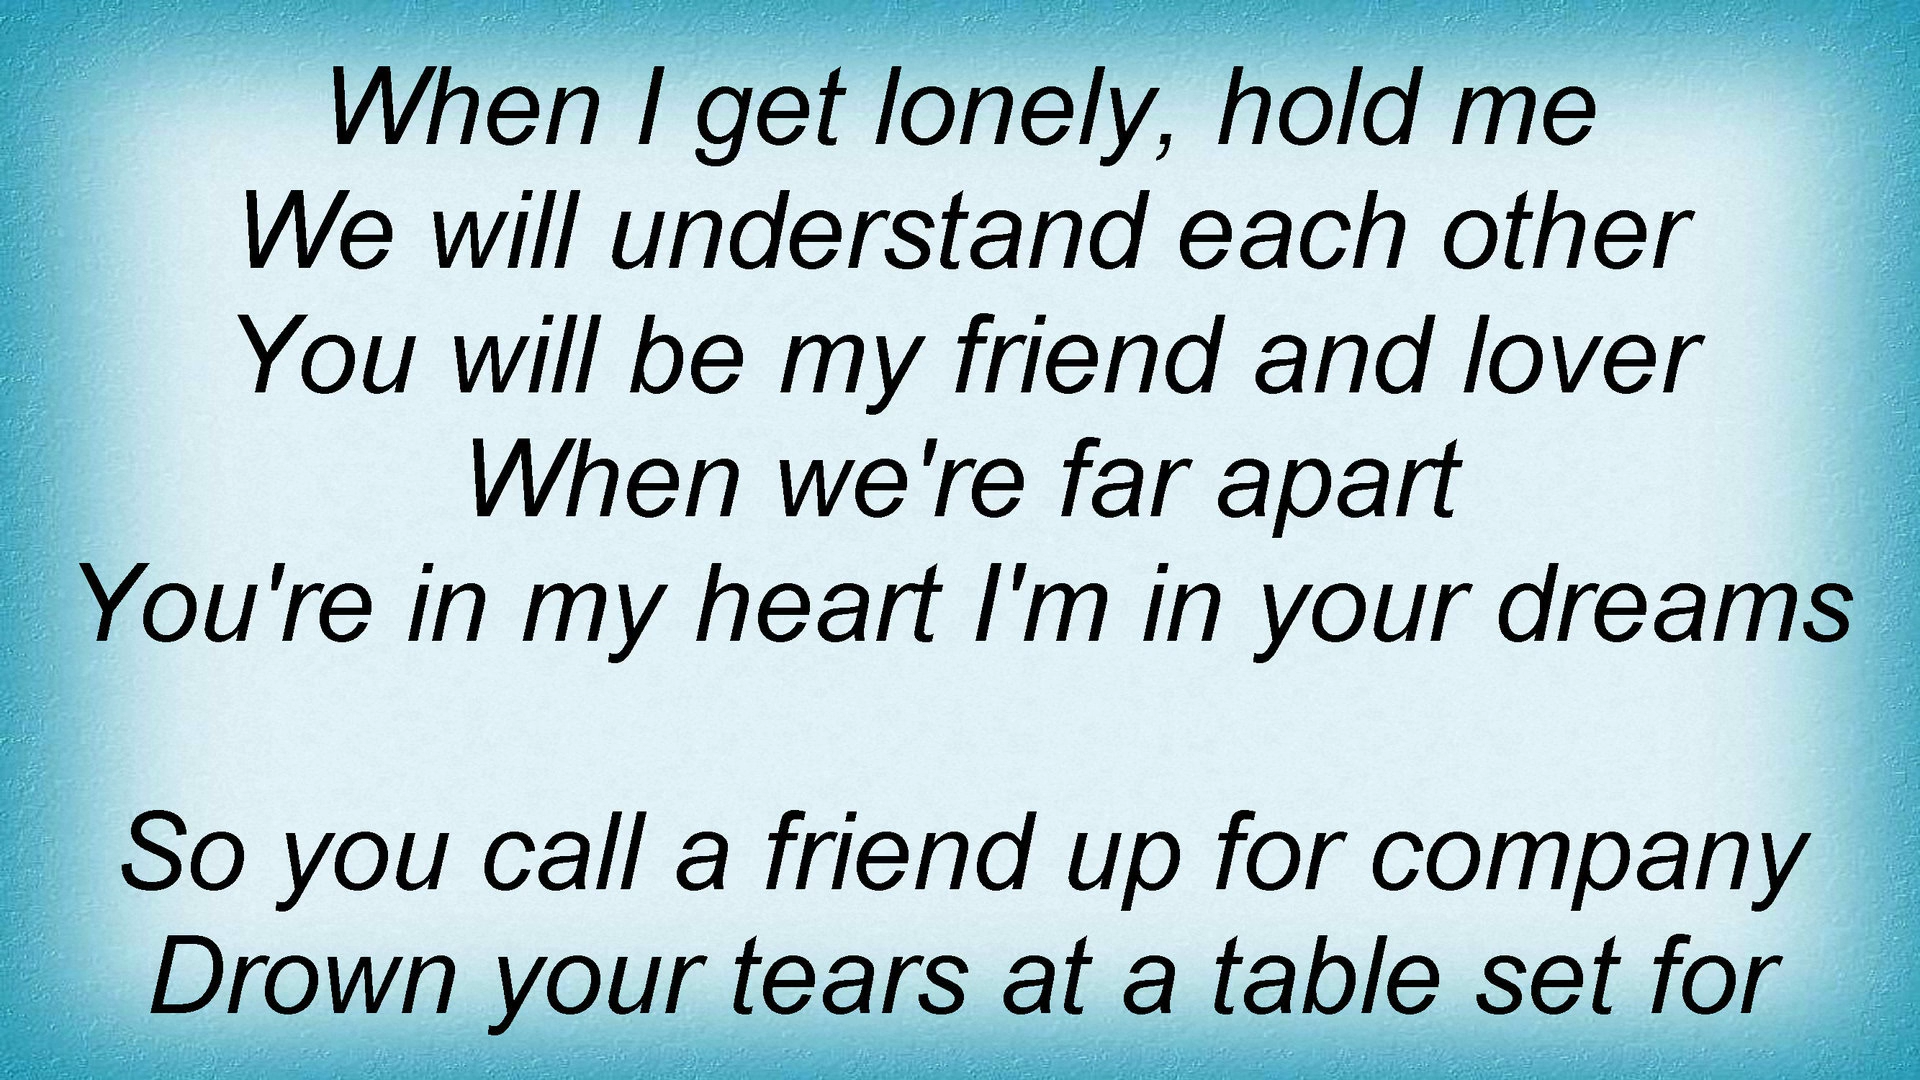 When I get lonely, hold me
We will understand each other
You will be my friend and lover
When we're far apart
You're in my heart I'm in your dreams
So you call a friend up for company
Drown your tears at a table set for